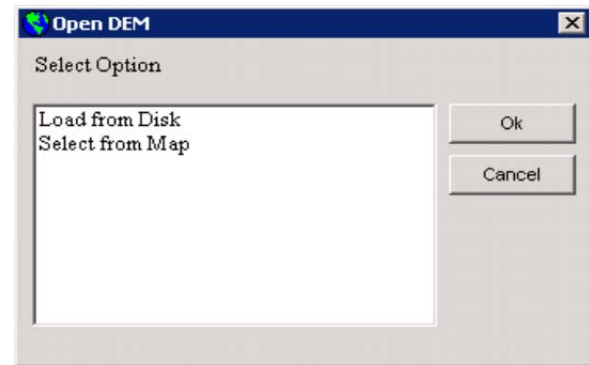 Open DEM
Select Option
Load from Disk
Select from Map
Ok
Cancel